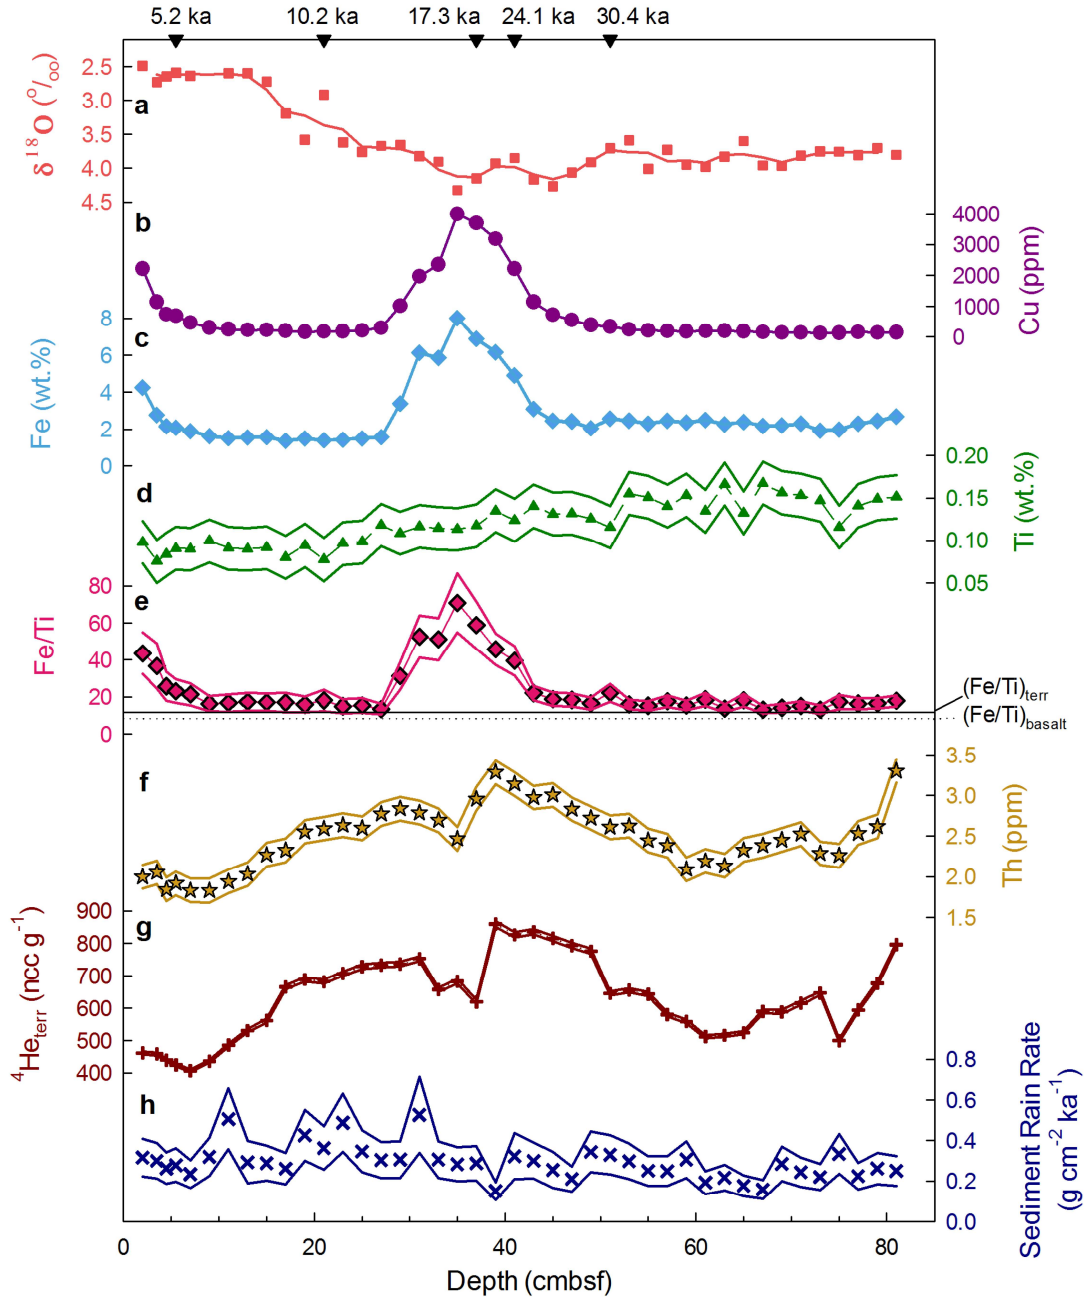 5.2 ka 10.2 ka 17.3 ka 24.1 ka 30.4 ka
δ ¹⁸O (°/ₒₒ)
2.5
3.0
3.5
4.0
4.5
a
b
4000
3000
2000
1000
0
Cu (ppm)
Fe (wt.%)
8
6
4
2
0
c
d
0.20
0.15
0.10
0.05
Ti (wt.%)
Fe/Ti
80
60
40
20
0
e
(Fe/Ti)terr
(Fe/Ti)basalt
f
3.5
3.0
2.5
2.0
1.5
Th (ppm)
⁴Heterr (ncc g⁻¹)
900
800
700
600
500
400
g
h
0.8
0.6
0.4
0.2
0.0
Sediment Rain Rate
(g cm⁻² ka⁻¹)
0 20 40 60 80
Depth (cmbsf)